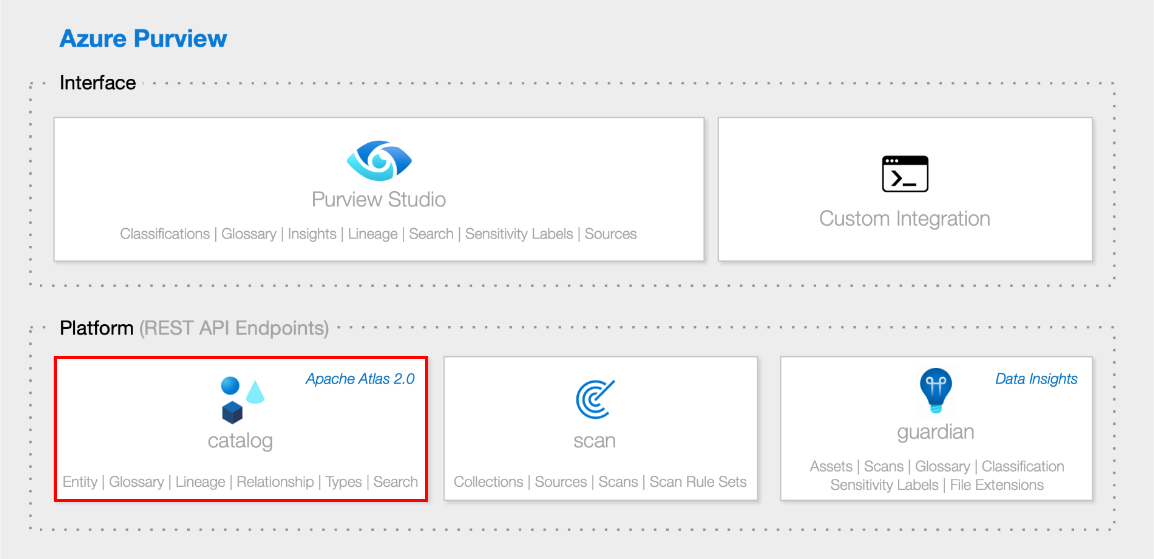 Azure Purview
Interface
Purview Studio
Classifications | Glossary | Insights | Lineage | Search | Sensitivity Labels | Sources
Custom Integration
Platform (REST API Endpoints)
Apache Atlas 2.0
catalog
Entity | Glossary | Lineage | Relationship | Types | Search
scan
Collections | Sources | Scans | Scan Rule Sets
Data Insights
guardian
Assets | Scans | Glossary | Classification
Sensitivity Labels | File Extensions